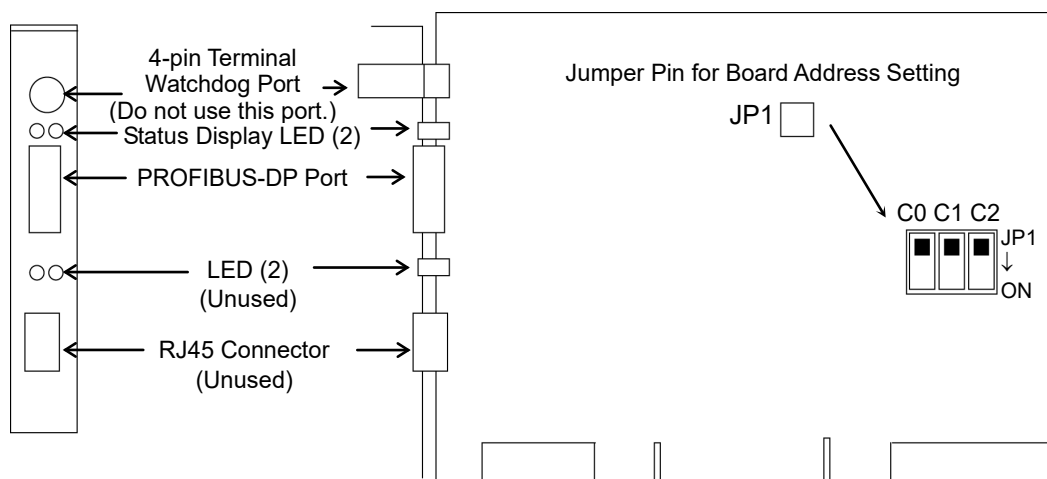 4-pin Terminal
Watchdog Port
(Do not use this port.)
Status Display LED (2)
PROFIBUS-DP Port
LED (2)
(Unused)
RJ45 Connector
(Unused)
Jumper Pin for Board Address Setting
JP1
C0 C1 C2
JP1
↓
ON